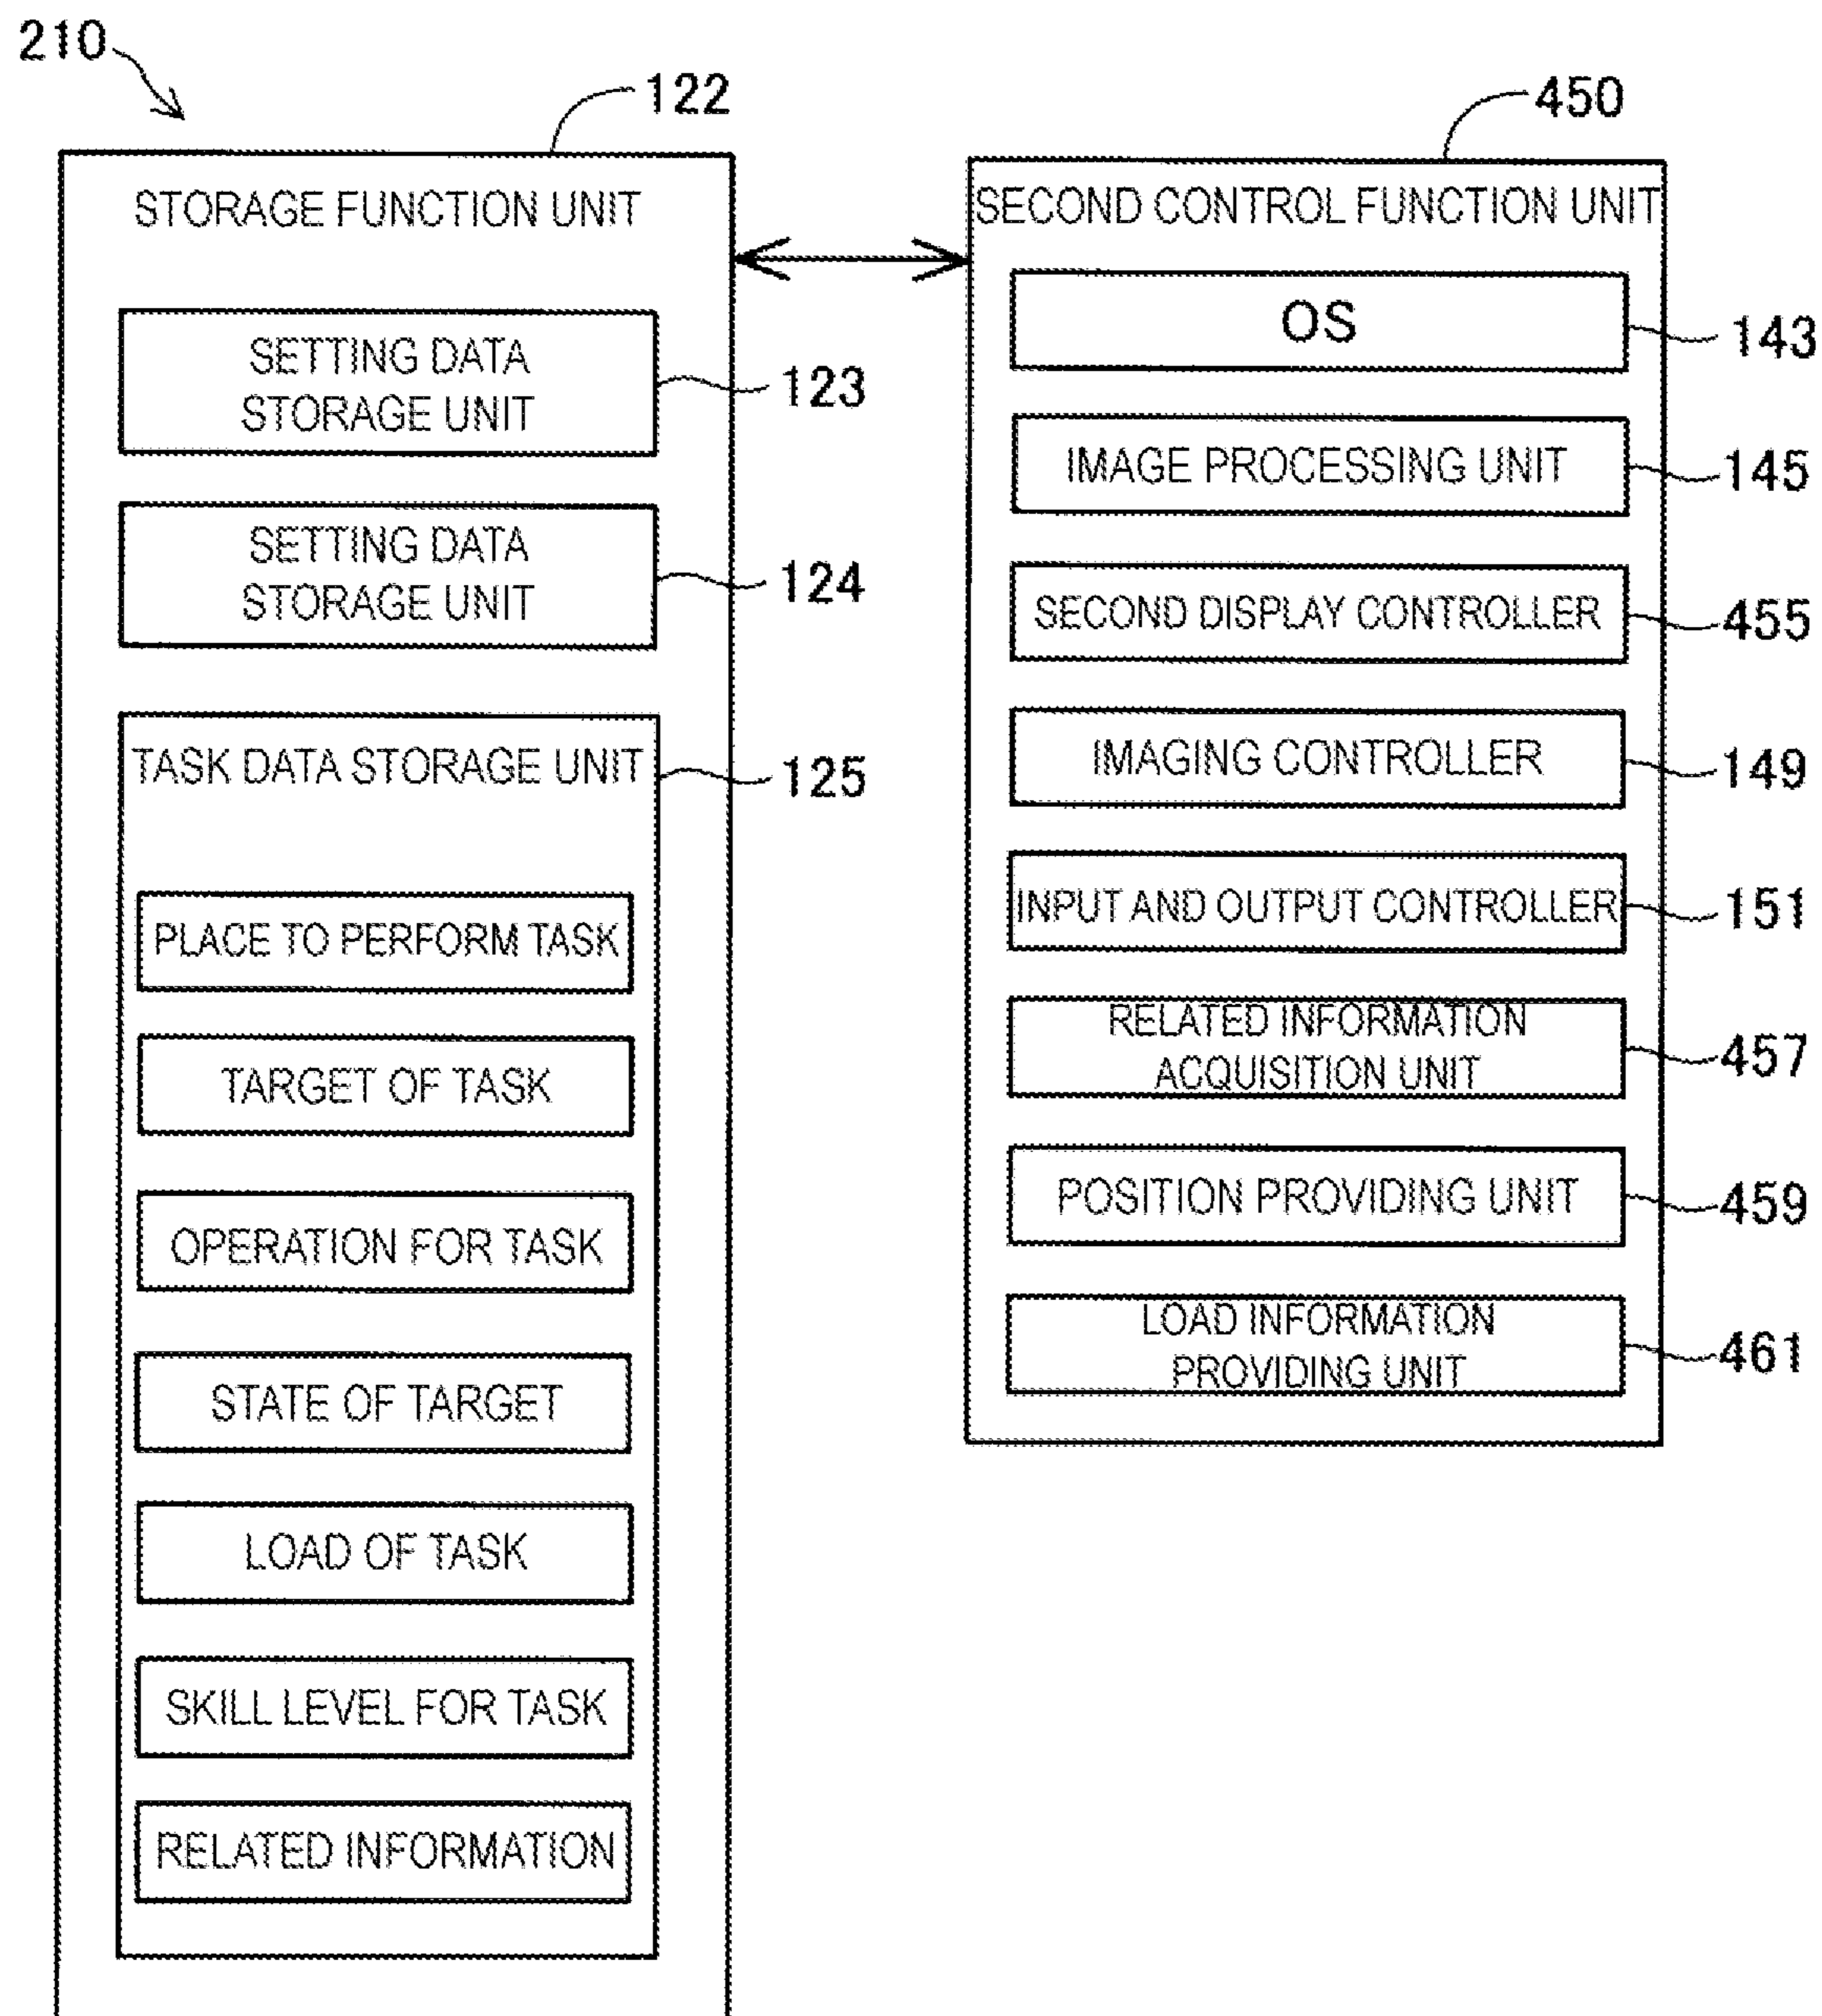 210
122
STORAGE FUNCTION UNIT
SETTING DATA
STORAGE UNIT
123
SETTING DATA
STORAGE UNIT
124
TASK DATA STORAGE UNIT
125
PLACE TO PERFORM TASK
TARGET OF TASK
OPERATION FOR TASK
STATE OF TARGET
LOAD OF TASK
SKILL LEVEL FOR TASK
RELATED INFORMATION
450
SECOND CONTROL FUNCTION UNIT
OS
143
IMAGE PROCESSING UNIT
145
SECOND DISPLAY CONTROLLER
455
IMAGING CONTROLLER
149
INPUT AND OUTPUT CONTROLLER
151
RELATED INFORMATION
ACQUISITION UNIT
457
POSITION PROVIDING UNIT
459
LOAD INFORMATION
PROVIDING UNIT
461